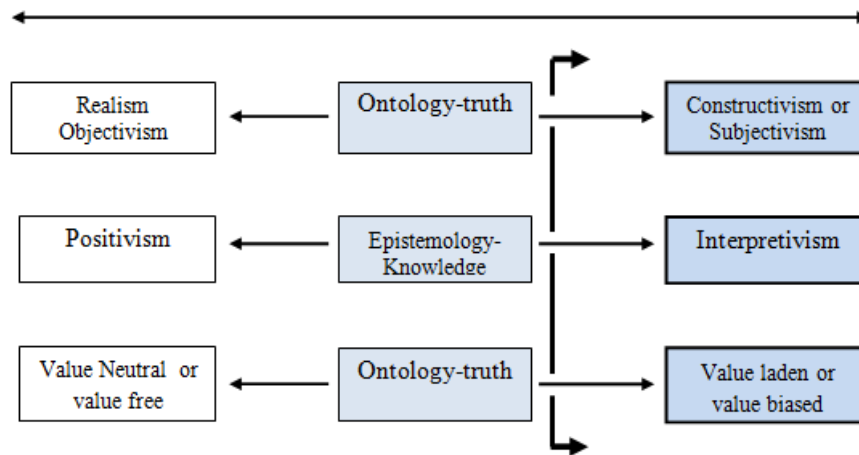 Realism
Objectivism
Ontology-truth
Constructivism or
Subjectivism
Positivism
Epistemology-
Knowledge
Interpretivism
Value Neutral or
value free
Ontology-truth
Value laden or
value biased